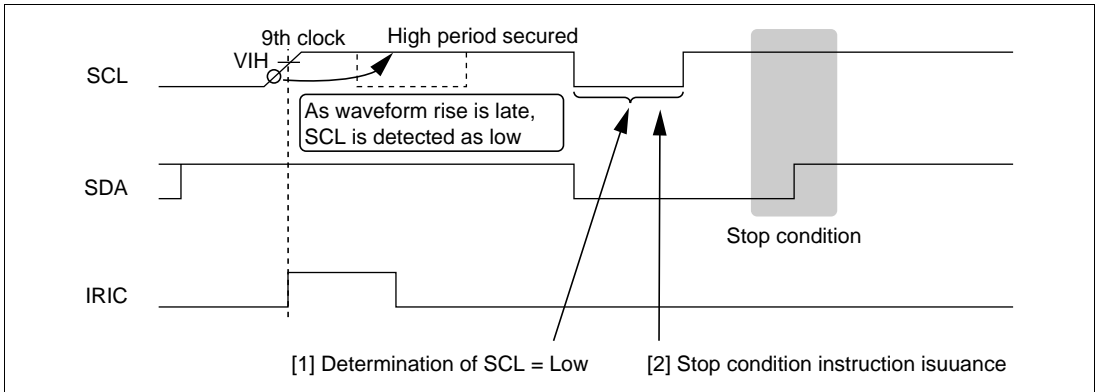 9th clock
High period secured
VIH
SCL
As waveform rise is late,
SCL is detected as low
SDA
Stop condition
IRIC
[1] Determination of SCL = Low
[2] Stop condition instruction isuuance